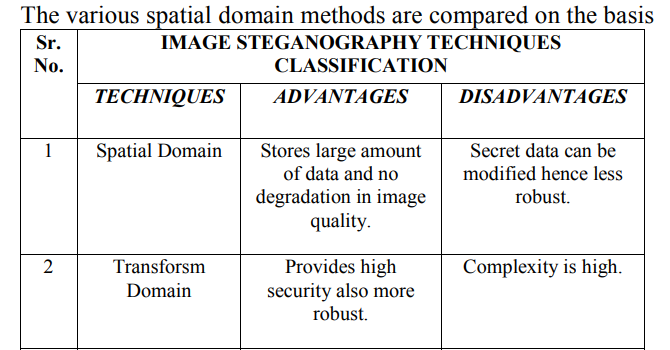 The various spatial domain methods are compared on the basis
Sr. No.
IMAGE STEGANOGRAPHY TECHNIQUES
CLASSIFICATION
TECHNIQUES
ADVANTAGES
DISADVANTAGES
1
Spatial Domain
Stores large amount
of data and no
degradation in image
quality.
Secret data can be
modified hence less
robust.
2
Transforsm
Domain
Provides high
security also more
robust.
Complexity is high.